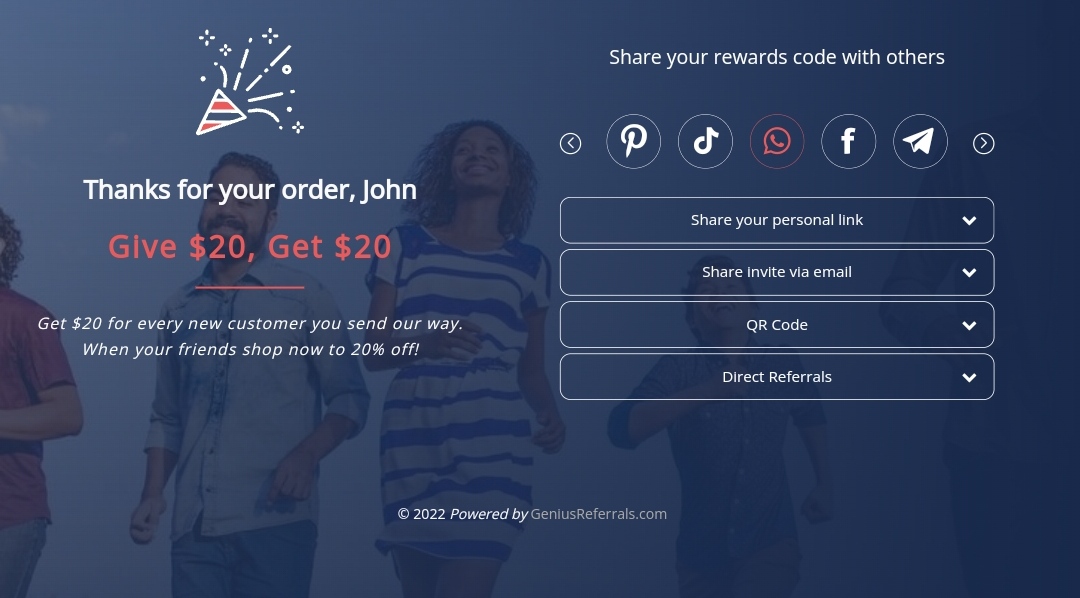 Thanks for your order, John
Give $20, Get $20
Get $20 for every new customer you send our way.
When your friends shop now to 20% off!
Share your rewards code with others
Share your personal link
Share invite via email
QR Code
Direct Referrals
© 2022 Powered by GeniusReferrals.com